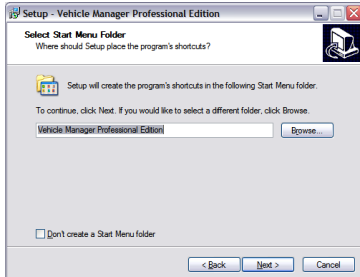 Setup - Vehicle Manager Professional Edition
Select Start Menu Folder
Where should Setup place the program's shortcuts?
Setup will create the program's shortcuts in the following Start Menu folder.
To continue, click Next. If you would like to select a different folder, click Browse.
Vehicle Manager Professional Edition
Browse...
Don't create a Start Menu folder
< Back
Next >
Cancel